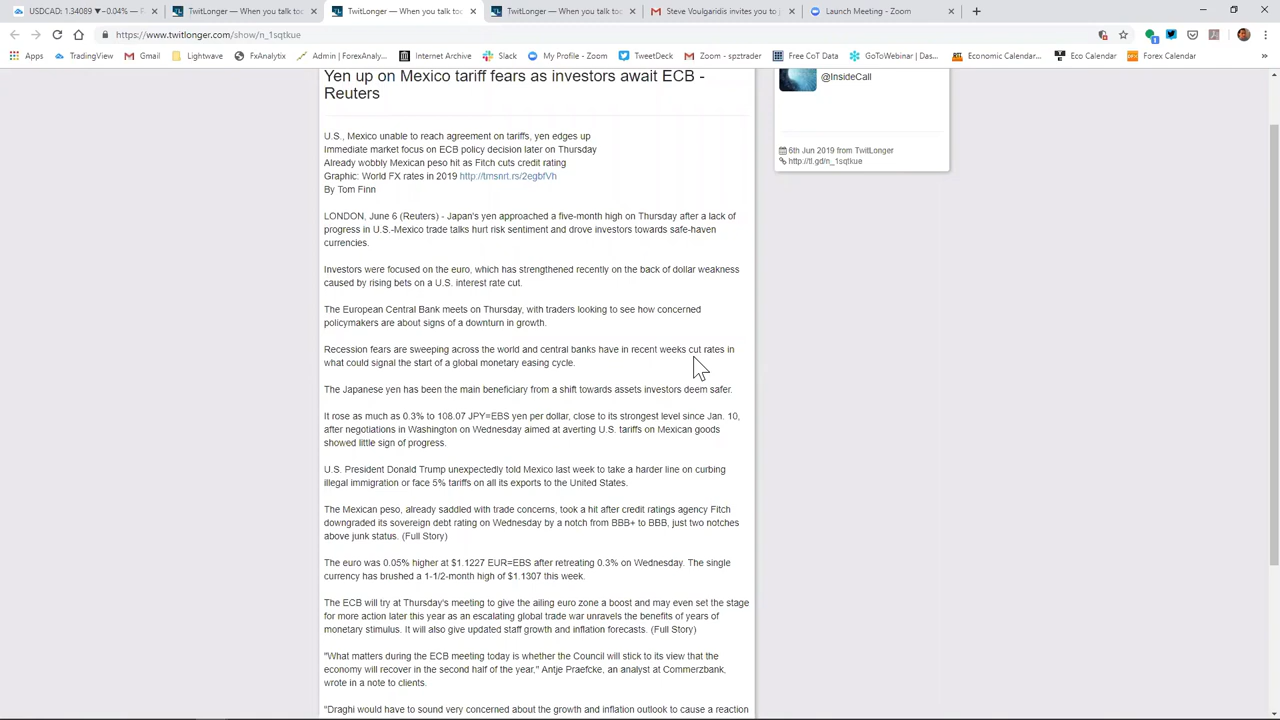 USDCAD: 1.34089 ▼−0.04% — F
TwitLonger — When you talk to
TwitLonger — When you talk to
TwitLonger — When you talk to
Steve Voulgaridis invites you to j
Launch Meeting - Zoom
https://www.twitlonger.com/show/n_1sqtkue
Apps
TradingView
Gmail
Lightwave
FxAnalytix
Admin | ForexAnaly...
Internet Archive
Slack
My Profile - Zoom
TweetDeck
Zoom - spztrader
Free CoT Data
GoToWebinar | Das...
Economic Calendar...
Eco Calendar
Forex Calendar
Yen up on Mexico tariff fears as investors await ECB -
Reuters
U.S., Mexico unable to reach agreement on tariffs, yen edges up
Immediate market focus on ECB policy decision later on Thursday
Already wobbly Mexican peso hit as Fitch cuts credit rating
Graphic: World FX rates in 2019 http://tmsnrt.rs/2egbfVh
By Tom Finn
LONDON, June 6 (Reuters) - Japan's yen approached a five-month high on Thursday after a lack of
progress in U.S.-Mexico trade talks hurt risk sentiment and drove investors towards safe-haven
currencies.
Investors were focused on the euro, which has strengthened recently on the back of dollar weakness
caused by rising bets on a U.S. interest rate cut.
The European Central Bank meets on Thursday, with traders looking to see how concerned
policymakers are about signs of a downturn in growth.
Recession fears are sweeping across the world and central banks have in recent weeks cut rates in
what could signal the start of a global monetary easing cycle.
The Japanese yen has been the main beneficiary from a shift towards assets investors deem safer.
It rose as much as 0.3% to 108.07 JPY=EBS yen per dollar, close to its strongest level since Jan. 10,
after negotiations in Washington on Wednesday aimed at averting U.S. tariffs on Mexican goods
showed little sign of progress.
U.S. President Donald Trump unexpectedly told Mexico last week to take a harder line on curbing
illegal immigration or face 5% tariffs on all its exports to the United States.
The Mexican peso, already saddled with trade concerns, took a hit after credit ratings agency Fitch
downgraded its sovereign debt rating on Wednesday by a notch from BBB+ to BBB, just two notches
above junk status. (Full Story)
The euro was 0.05% higher at $1.1227 EUR=EBS after retreating 0.3% on Wednesday. The single
currency has brushed a 1-1/2-month high of $1.1307 this week.
The ECB will try at Thursday's meeting to give the ailing euro zone a boost and may even set the stage
for more action later this year as an escalating global trade war unravels the benefits of years of
monetary stimulus. It will also give updated staff growth and inflation forecasts. (Full Story)
"What matters during the ECB meeting today is whether the Council will stick to its view that the
economy will recover in the second half of the year," Antje Praefcke, an analyst at Commerzbank,
wrote in a note to clients.
"Draghi would have to sound very concerned about the growth and inflation outlook to cause a reaction
@InsideCall
6th Jun 2019 from TwitLonger
http://tl.gd/n_1sqtkue